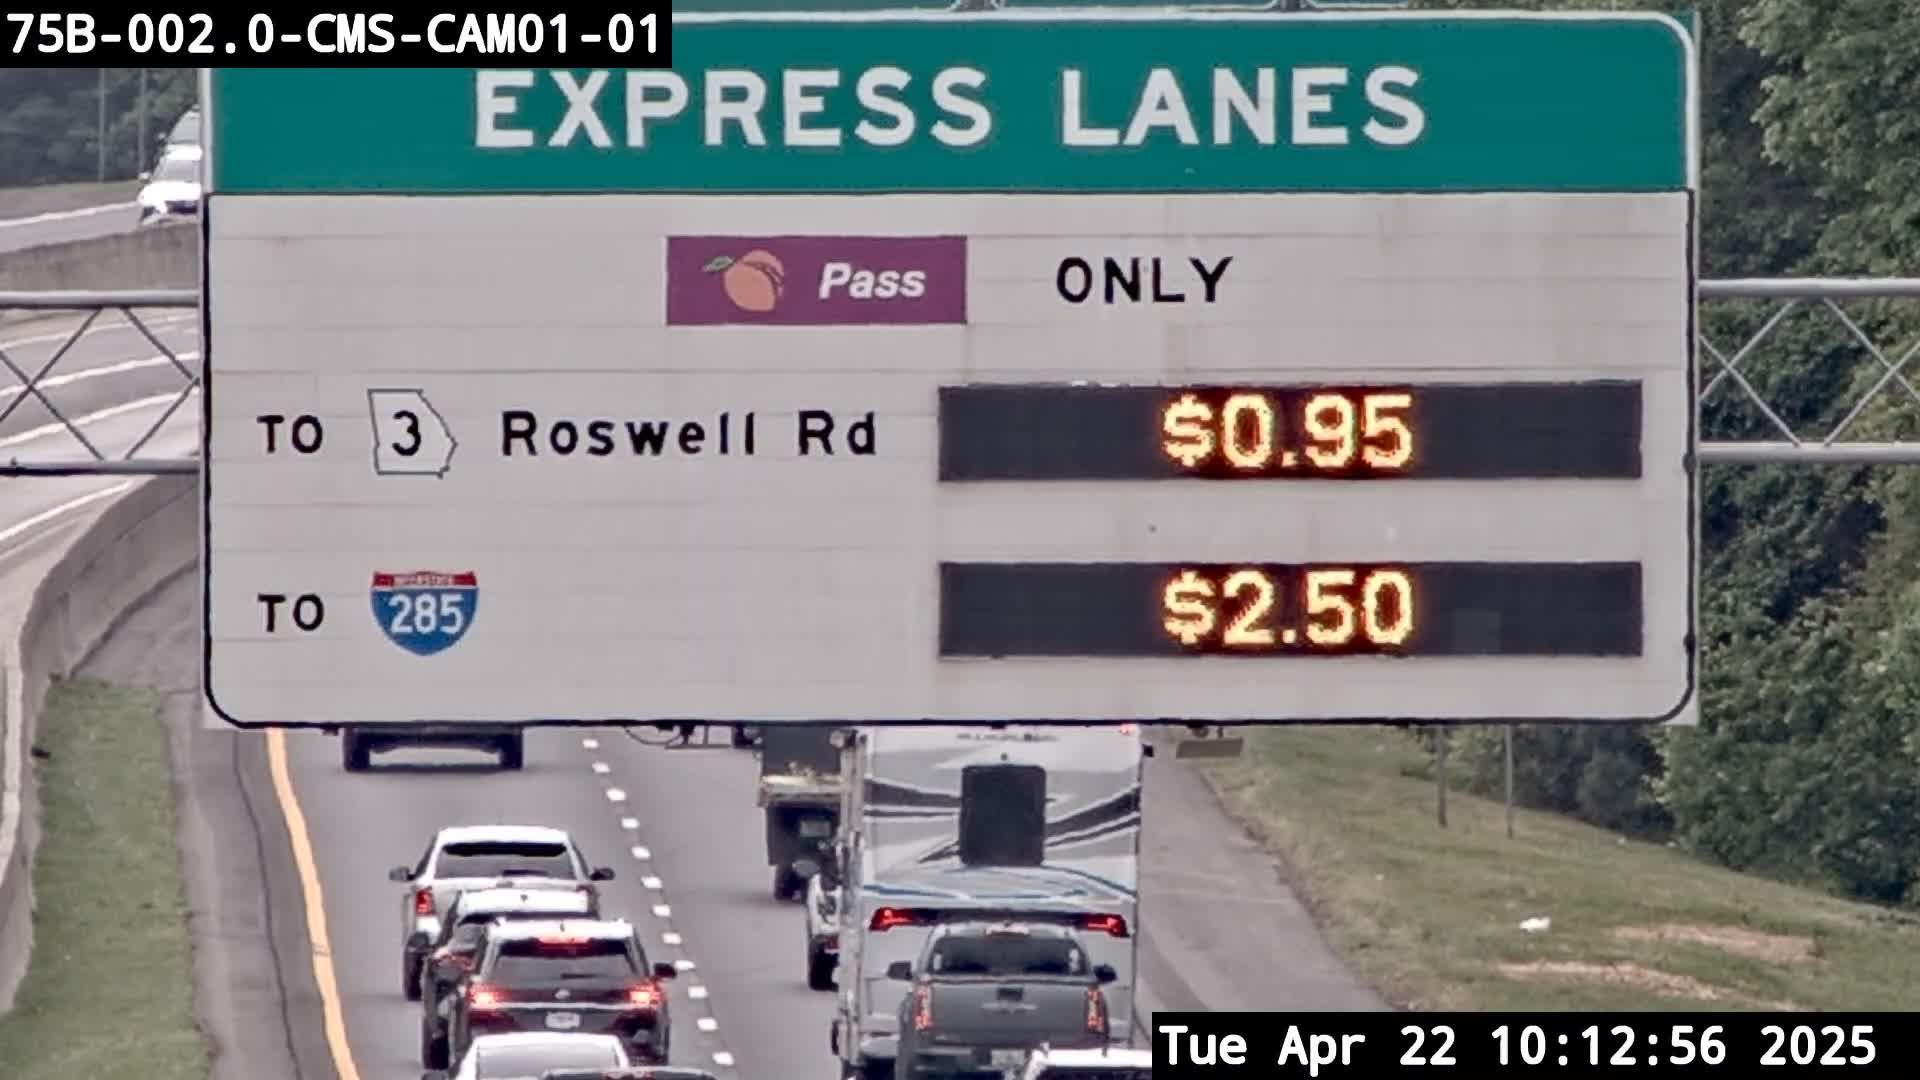 75B-002.0-CMS-CAM01-01
EXPRESS LANES
Pass ONLY
TO 3 Roswell Rd $0.95
INTERSTATE
TO 285 $2.50
Tue Apr 22 10:12:56 2025